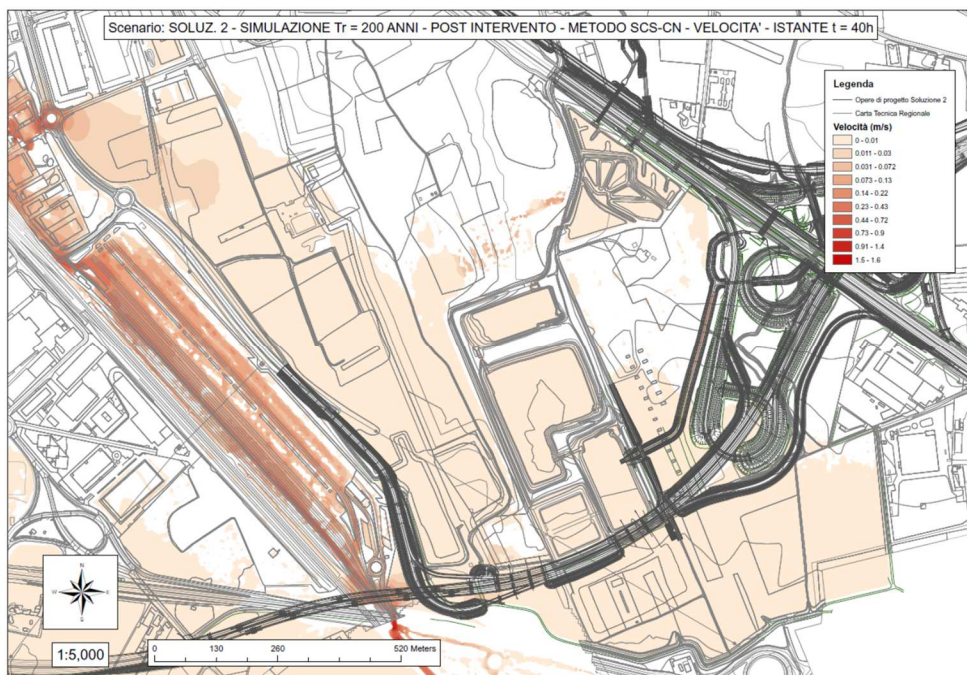 Scenario: SOLUZ. 2 - SIMULAZIONE Tr = 200 ANNI - POST INTERVENTO - METODO SCS-CN - VELOCITA' - ISTANTE t = 40h
Legenda
Opere di progetto Soluzione 2
Carta Tecnica Regionale
Velocità (m/s)
0 - 0.01
0.011 - 0.03
0.031 - 0.072
0.073 - 0.13
0.14 - 0.22
0.23 - 0.43
0.44 - 0.72
0.73 - 0.9
0.91 - 1.4
1.5 - 1.6
N
W E
S
1:5,000
0 130 260 520 Meters